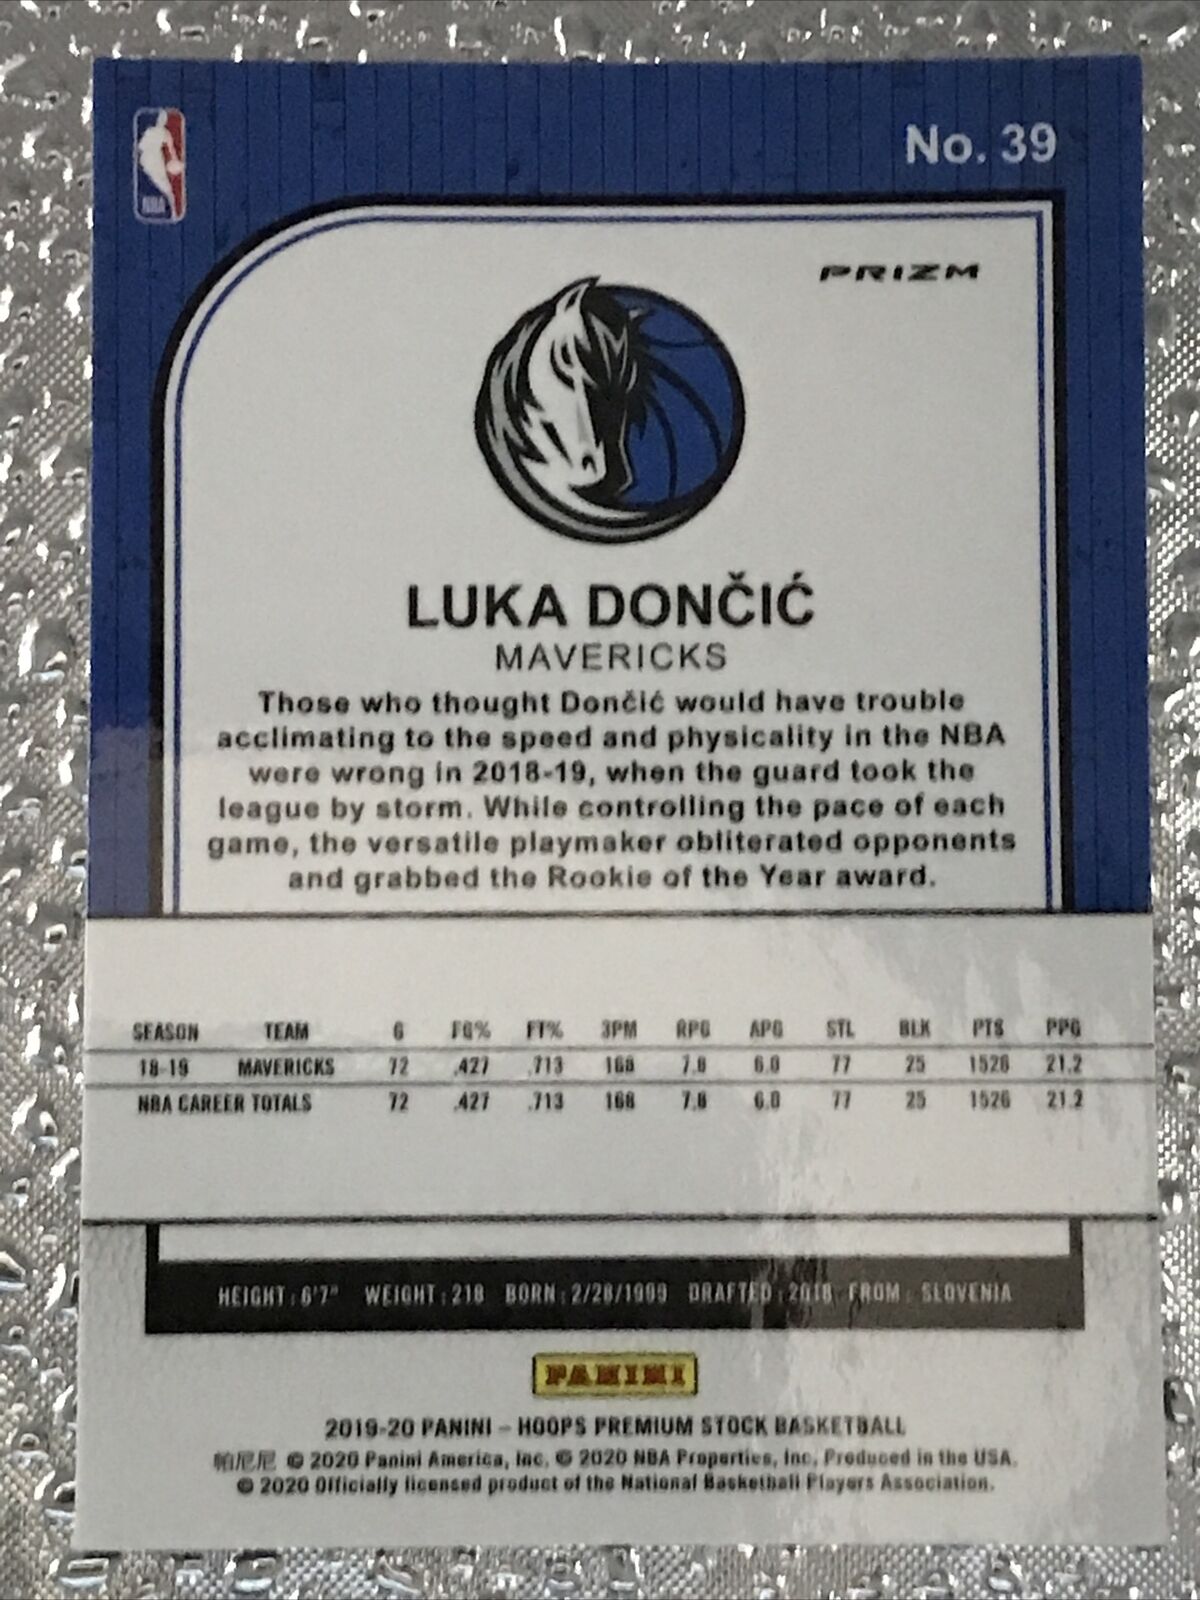 No. 39
NBA
PRIZM
LUKA DONČIĆ
MAVERICKS
Those who thought Dončić would have trouble
acclimating to the speed and physicality in the NBA
were wrong in 2018-19, when the guard took the
league by storm. While controlling the pace of each
game, the versatile playmaker obliterated opponents
and grabbed the Rookie of the Year award.
SEASON TEAM G FG% FT% 3PM RPG APG STL BLK PTS PPG
18-19 MAVERICKS 72 .427 .713 168 7.8 6.0 77 25 1526 21.2
NBA CAREER TOTALS 72 .427 .713 168 7.8 6.0 77 25 1526 21.2
HEIGHT: 6'7" WEIGHT: 218 BORN: 2/28/1999 DRAFTED: 2018 FROM: SLOVENIA
PANINI
2019-20 PANINI – HOOPS PREMIUM STOCK BASKETBALL
帕尼尼 © 2020 Panini America, Inc. © 2020 NBA Properties, Inc. Produced in the USA.
© 2020 Officially licensed product of the National Basketball Players Association.